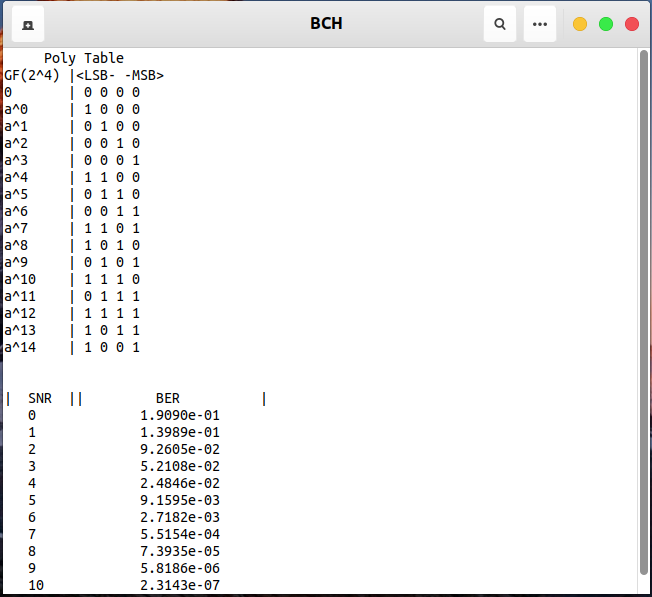 BCH
Poly Table
GF(2^4) |<LSB- -MSB>
0 | 0 0 0 0
a^0 | 1 0 0 0
a^1 | 0 1 0 0
a^2 | 0 0 1 0
a^3 | 0 0 0 1
a^4 | 1 1 0 0
a^5 | 0 1 1 0
a^6 | 0 0 1 1
a^7 | 1 1 0 1
a^8 | 1 0 1 0
a^9 | 0 1 0 1
a^10 | 1 1 1 0
a^11 | 0 1 1 1
a^12 | 1 1 1 1
a^13 | 1 0 1 1
a^14 | 1 0 0 1
| SNR || BER |
0 1.9090e-01
1 1.3989e-01
2 9.2605e-02
3 5.2108e-02
4 2.4846e-02
5 9.1595e-03
6 2.7182e-03
7 5.5154e-04
8 7.3935e-05
9 5.8186e-06
10 2.3143e-07